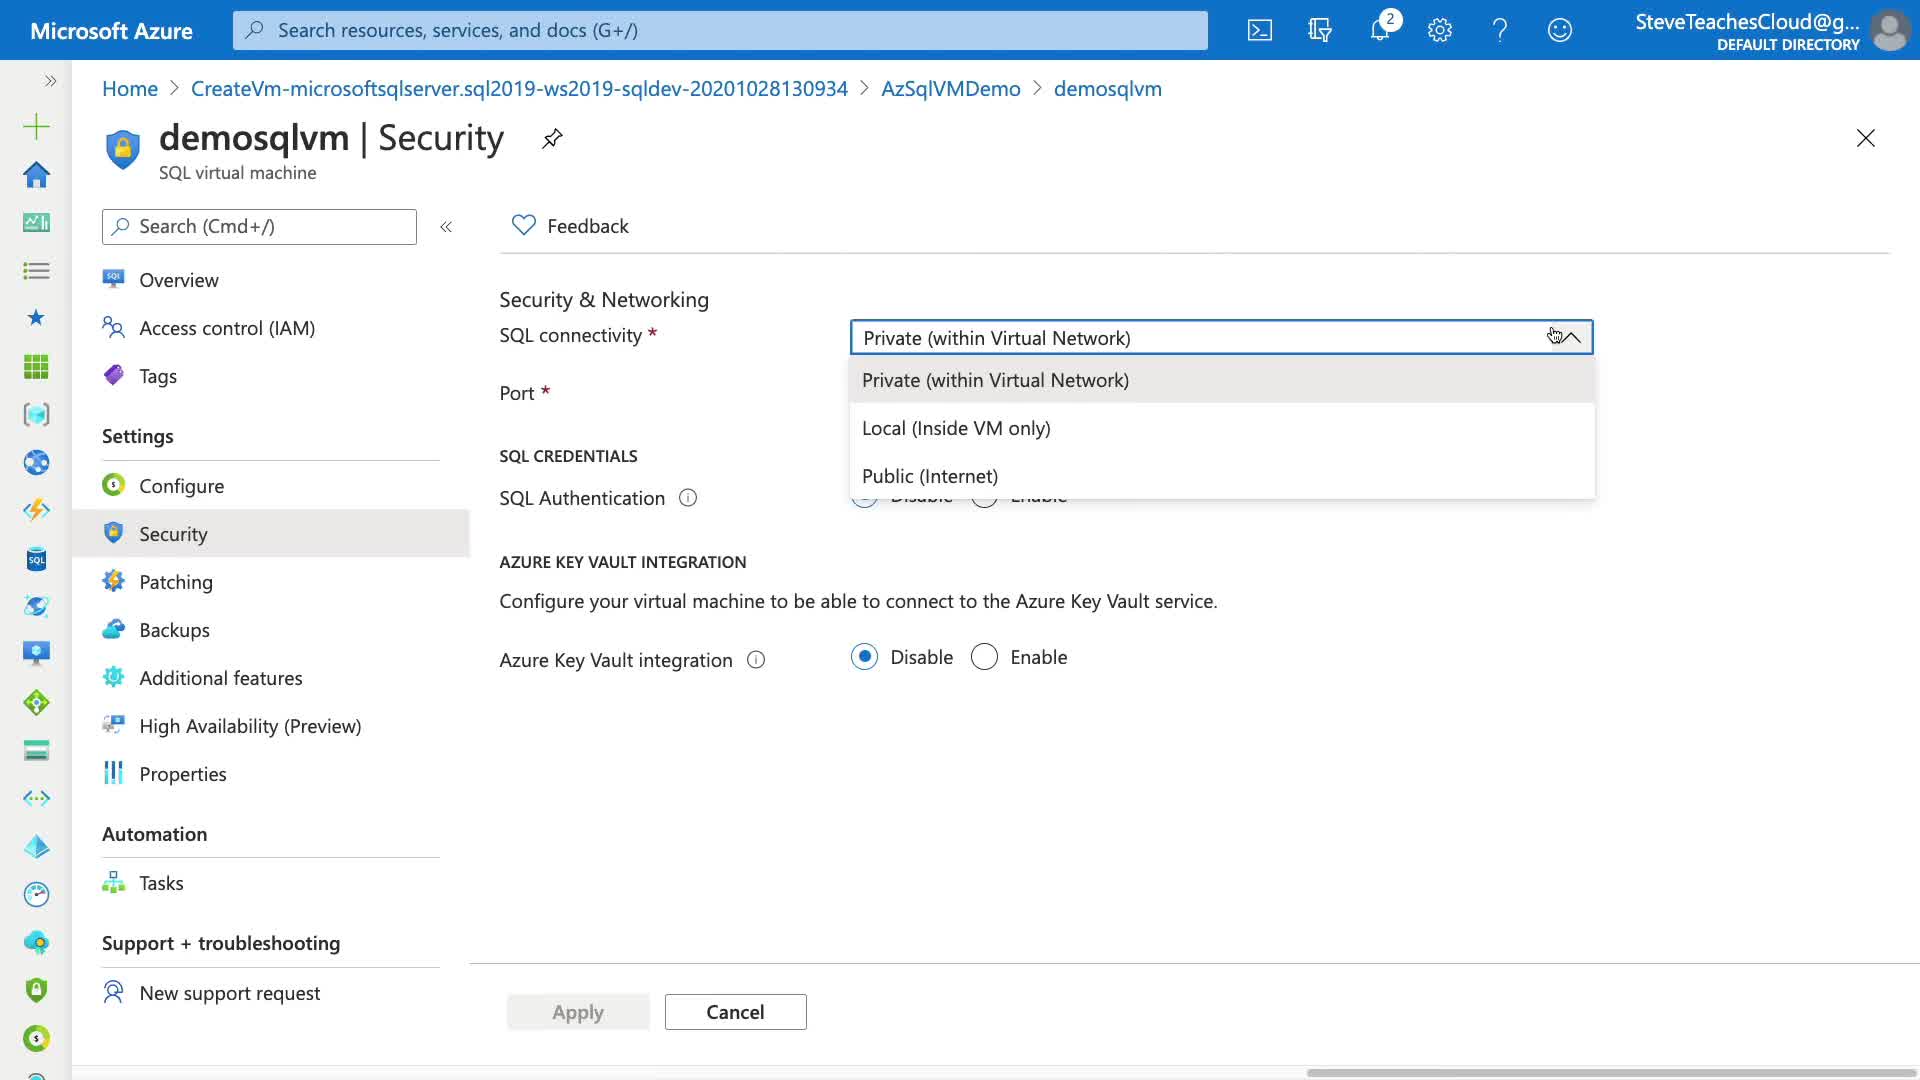 Microsoft Azure
Search resources, services, and docs (G+/)
2
SteveTeachesCloud@g...
DEFAULT DIRECTORY
Home > CreateVm-microsoftsqlserver.sql2019-ws2019-sqldev-20201028130934 > AzSqlVMDemo > demosqlvm
demosqlvm | Security
SQL virtual machine
Search (Cmd+/)
Feedback
Overview
Access control (IAM)
Tags
Settings
Configure
Security
Patching
Backups
Additional features
High Availability (Preview)
Properties
Automation
Tasks
Support + troubleshooting
New support request
Security & Networking
SQL connectivity *
Private (within Virtual Network)
Private (within Virtual Network)
Local (Inside VM only)
Public (Internet)
Port *
SQL CREDENTIALS
SQL Authentication
Disable Enable
AZURE KEY VAULT INTEGRATION
Configure your virtual machine to be able to connect to the Azure Key Vault service.
Azure Key Vault integration
Disable Enable
Apply
Cancel
SQL
SQL